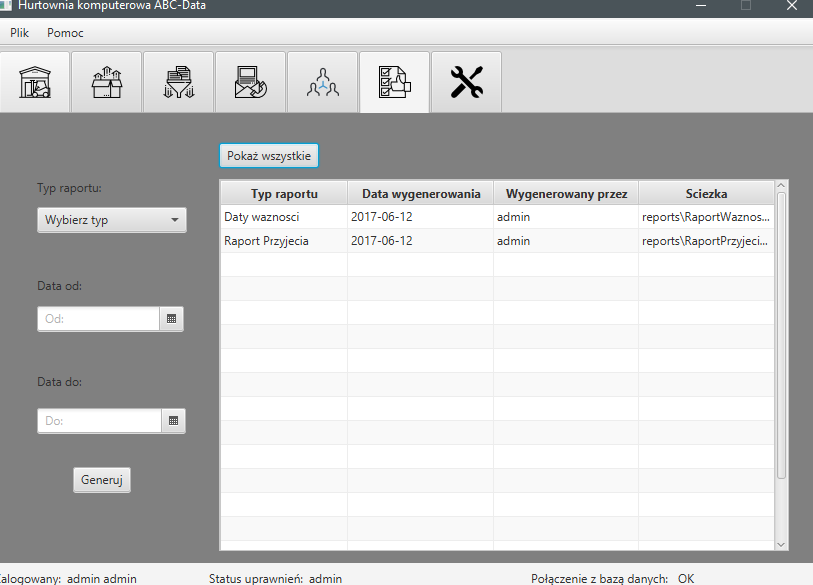 Hurtownia komputerowa ABC-Data
Plik Pomoc
Pokaż wszystkie
Typ raportu:
Wybierz typ
Data od:
Od:
Data do:
Do:
Generuj
Typ raportu Data wygenerowania Wygenerowany przez Sciezka
Daty waznosci 2017-06-12 admin reports\RaportWaznos...
Raport Przyjecia 2017-06-12 admin reports\RaportPrzyjeci...
Zalogowany: admin admin Status uprawnień: admin Połączenie z bazą danych: OK